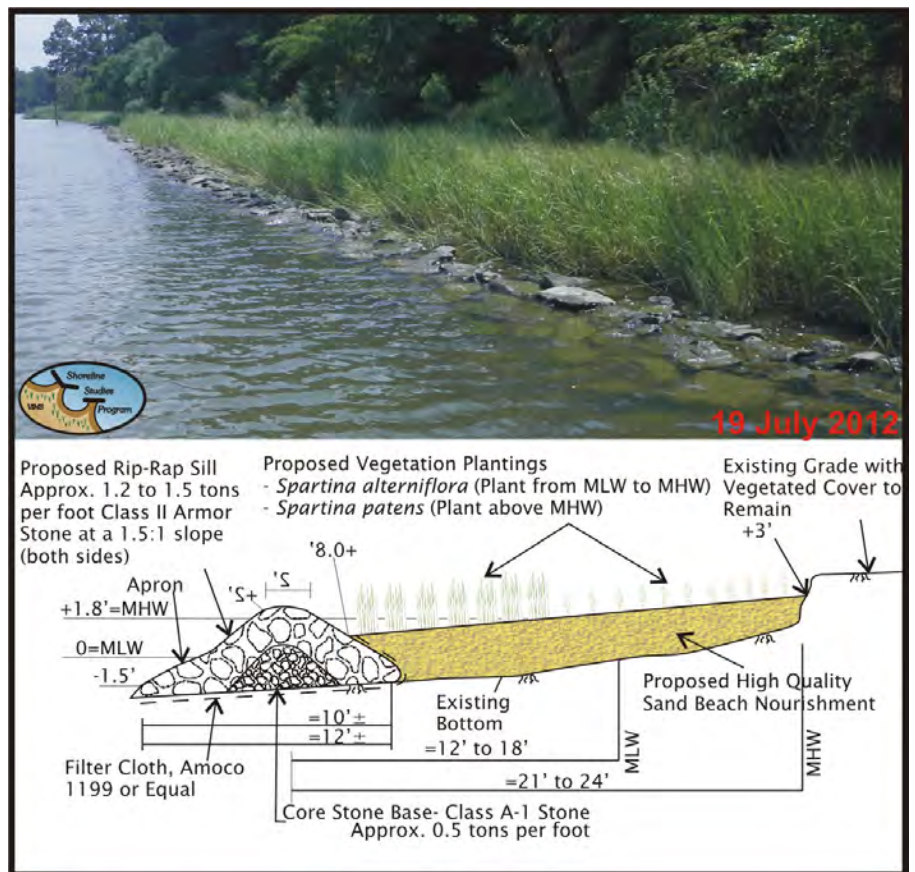 Shoreline
Studies
Program
VIMS
19 July 2012
Proposed Rip-Rap Sill
Approx. 1.2 to 1.5 tons
per foot Class II Armor
Stone at a 1.5:1 slope
(both sides)
Proposed Vegetation Plantings
- Spartina alterniflora (Plant from MLW to MHW)
- Spartina patens (Plant above MHW)
Existing Grade with
Vegetated Cover to
Remain
+3'
Apron
+2'
2'
+0.8'
+1.8'=MHW
0=MLW
-1.5'
=10'±
=12'±
Filter Cloth, Amoco
1199 or Equal
Existing
Bottom
Proposed High Quality
Sand Beach Nourishment
=12' to 18'
MLW
=21' to 24'
MHW
Core Stone Base- Class A-1 Stone
Approx. 0.5 tons per foot